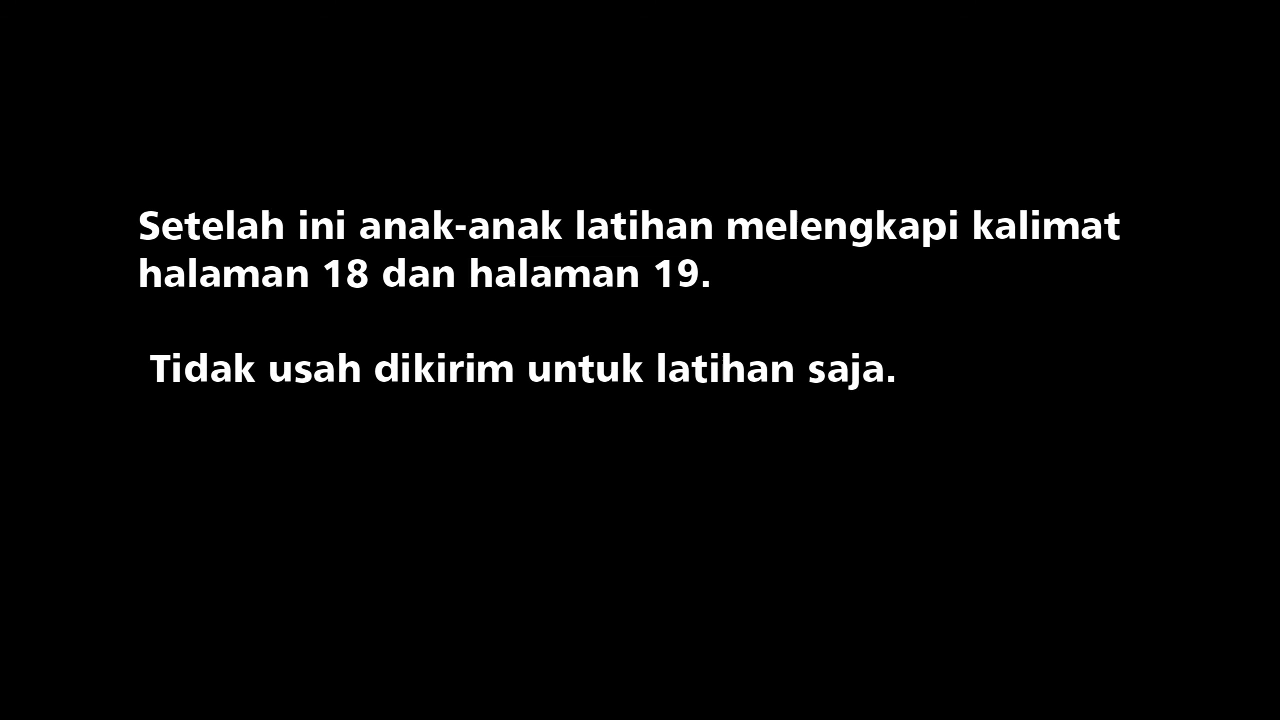 Setelah ini anak-anak latihan melengkapi kalimat
halaman 18 dan halaman 19.
Tidak usah dikirim untuk latihan saja.